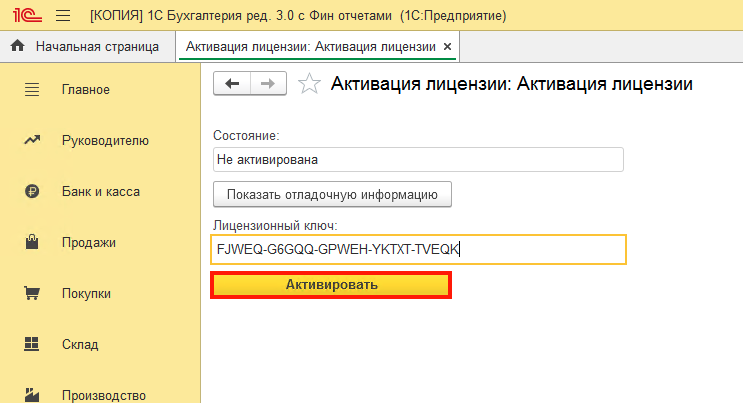 1С [КОПИЯ] 1С Бухгалтерия ред. 3.0 с Фин отчетами (1С:Предприятие)
Начальная страница Активация лицензии: Активация лицензии ×
Главное
Руководителю
Банк и касса
Продажи
Покупки
Склад
Производство
Активация лицензии: Активация лицензии
Состояние:
Не активирована
Показать отладочную информацию
Лицензионный ключ:
FJWEQ-G6GQQ-GPWEH-YKTXT-TVEQK
Активировать